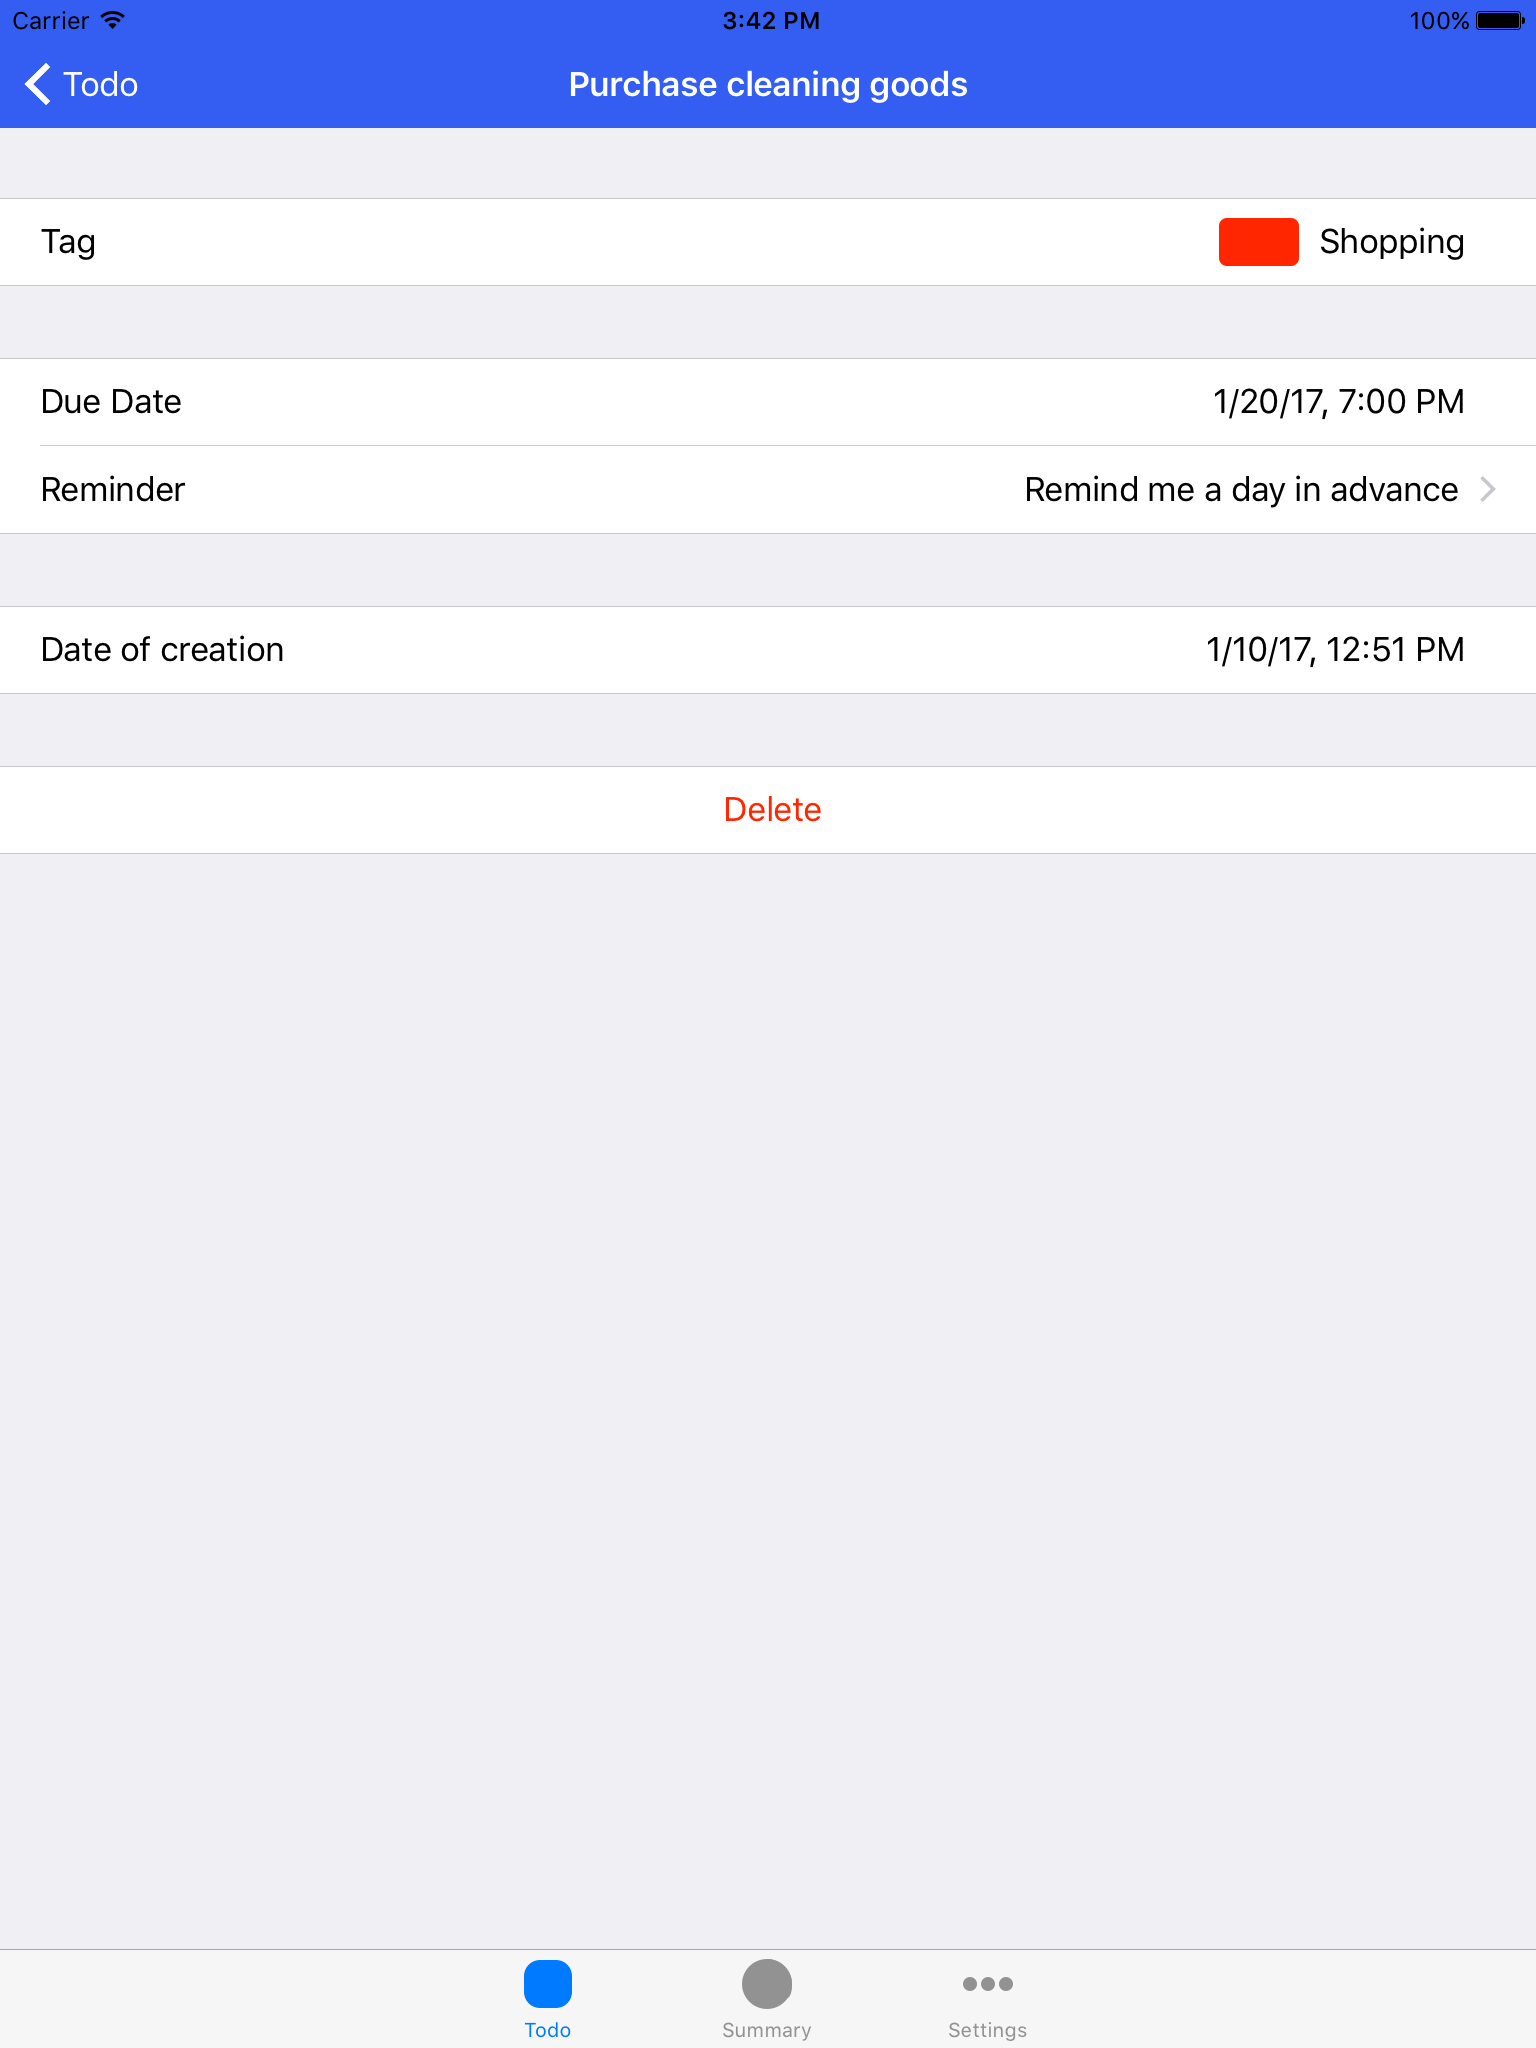 Carrier 3:42 PM 100%
Todo Purchase cleaning goods
Tag Shopping
Due Date 1/20/17, 7:00 PM
Reminder Remind me a day in advance
Date of creation 1/10/17, 12:51 PM
Delete
Todo Summary Settings